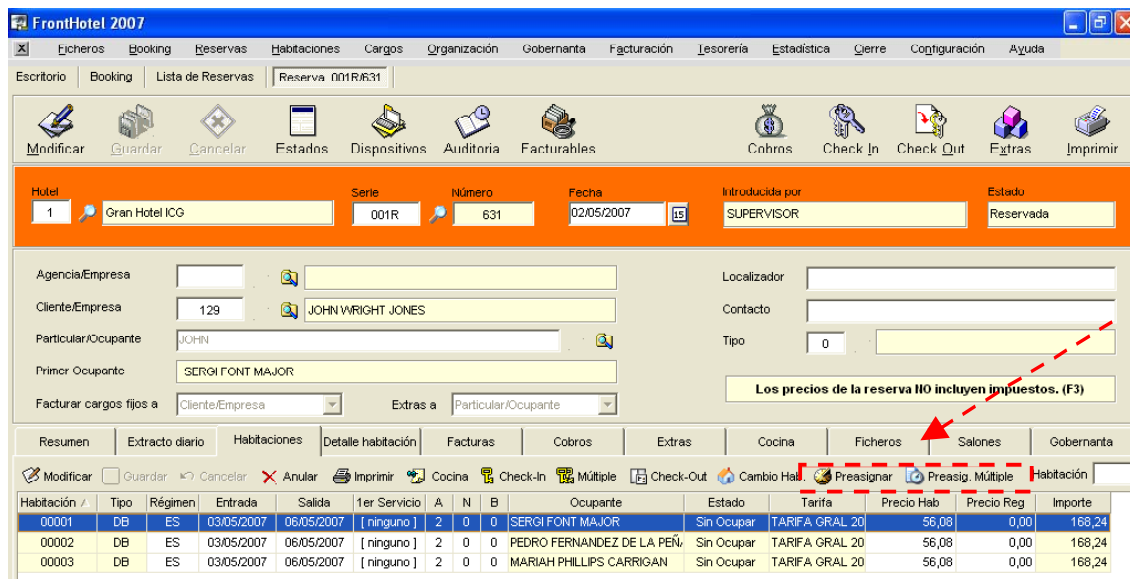 FrontHotel 2007
Ficheros Booking Reservas Habitaciones Cargos Organización Gobernanta Facturación Tesorería Estadística Cierre Configuración Ayuda
Escritorio Booking Lista de Reservas Reserva 001R/631
Modificar Guardar Cancelar Estados Dispositivos Auditoria Facturables Cobros Check In Check Out Extras Imprimir
Hotel Serie Número Fecha Introducida por Estado
1 Gran Hotel ICG 001R 631 02/05/2007 15 SUPERVISOR Reservada
Agencia/Empresa Localizador
Cliente/Empresa 129 JOHN WRIGHT JONES Contacto
Particular/Ocupante JOHN Tipo 0
Primer Ocupante SERGI FONT MAJOR
Los precios de la reserva NO incluyen impuestos. (F3)
Facturar cargos fijos a Cliente/Empresa Extras a Particular/Ocupante
Resumen Extracto diario Habitaciones Detalle habitación Facturas Cobros Extras Cocina Ficheros Salones Gobernanta
Modificar Guardar Cancelar Anular Imprimir Cocina Check-In Múltiple Check-Out Cambio Hab. Preasignar Preasig. Múltiple Habitación
Habitación Tipo Régimen Entrada Salida 1er Servicio A N B Ocupante Estado Tarifa Precio Hab Precio Reg Importe
00001 DB ES 03/05/2007 06/05/2007 [ ninguno ] 2 0 0 SERGI FONT MAJOR Sin Ocupar TARIFA GRAL 20 56,08 0,00 168,24
00002 DB ES 03/05/2007 06/05/2007 [ ninguno ] 2 0 0 PEDRO FERNANDEZ DE LA PEÑ Sin Ocupar TARIFA GRAL 20 56,08 0,00 168,24
00003 DB ES 03/05/2007 06/05/2007 [ ninguno ] 2 0 0 MARIAH PHILLIPS CARRIGAN Sin Ocupar TARIFA GRAL 20 56,08 0,00 168,24